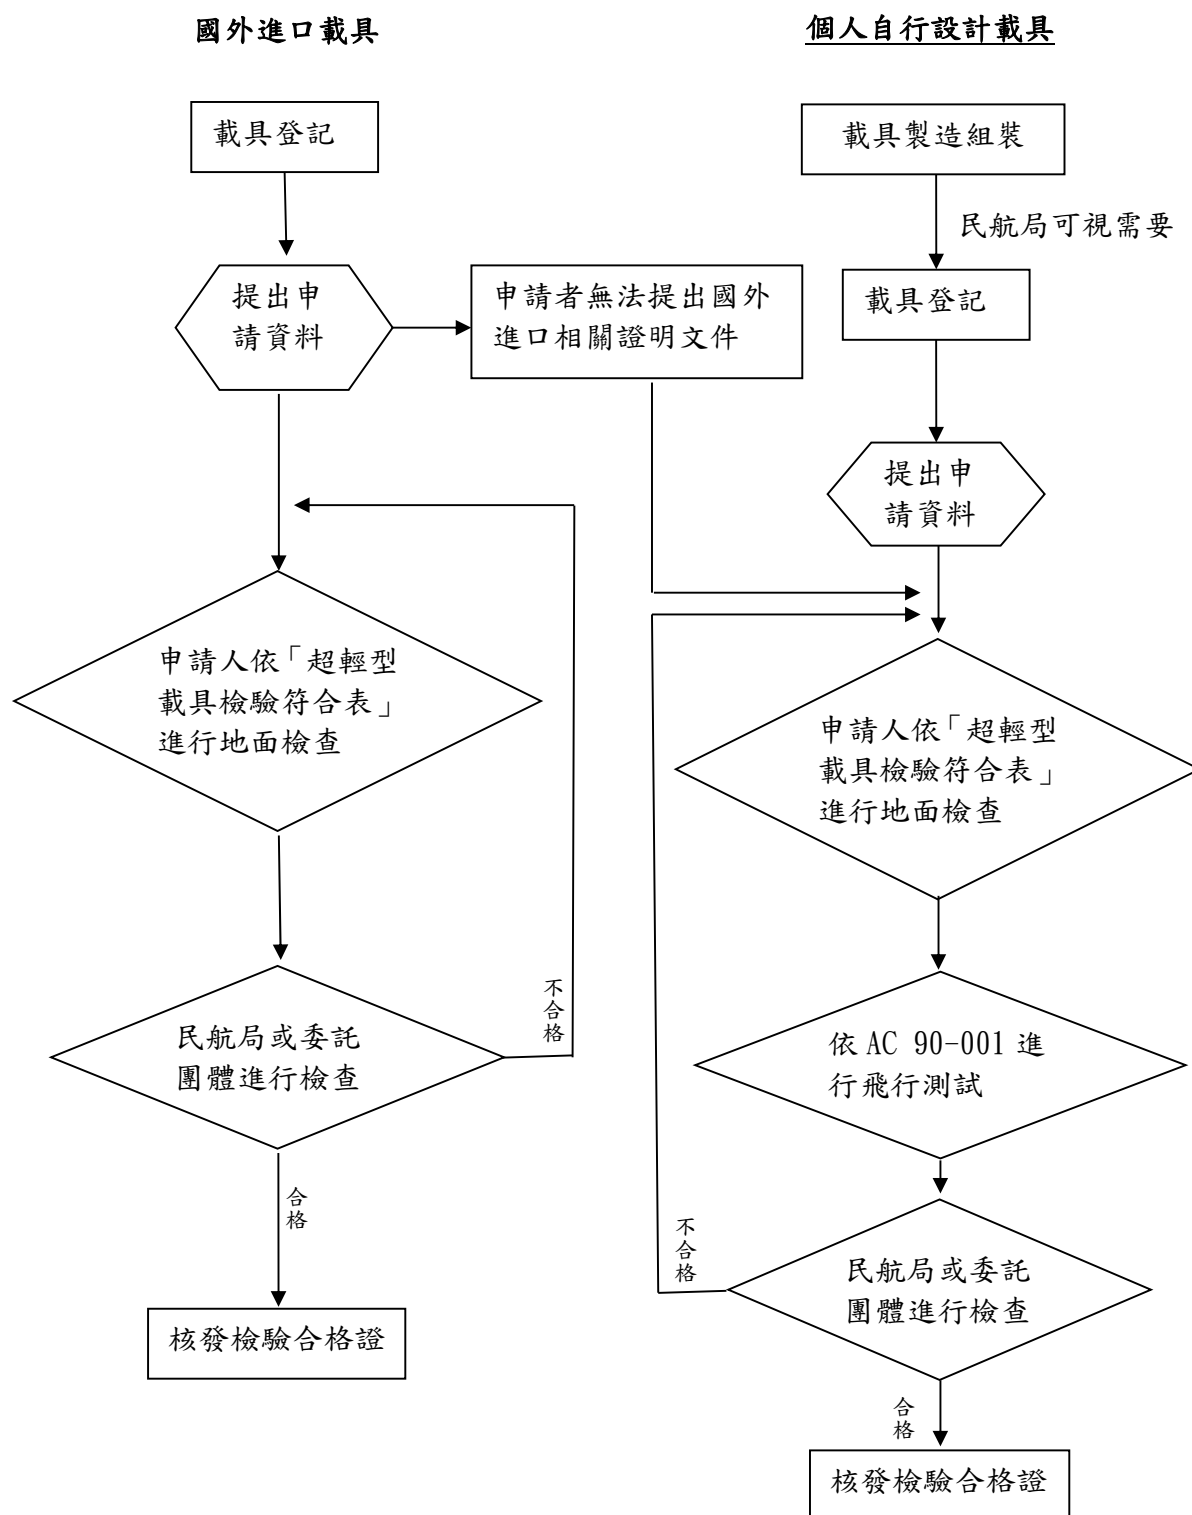 國外進口載具
載具登記
提出申
請資料
申請者無法提出國外
進口相關證明文件
申請人依「超輕型
載具檢驗符合表」
進行地面檢查
民航局或委託
團體進行檢查
不合格
合格
核發檢驗合格證
個人自行設計載具
載具製造組裝
民航局可視需要
載具登記
提出申
請資料
申請人依「超輕型
載具檢驗符合表」
進行地面檢查
依 AC 90-001 進
行飛行測試
民航局或委託
團體進行檢查
不合格
合格
核發檢驗合格證